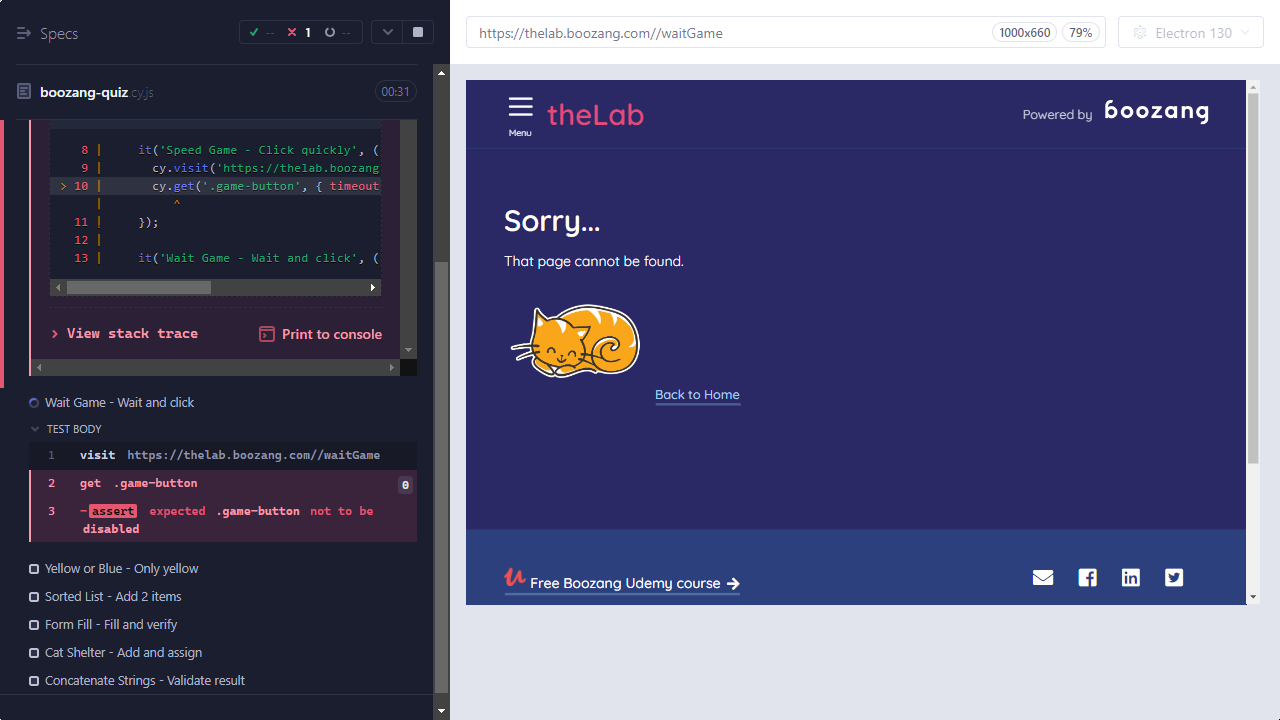 Specs
--
1
--
boozang-quiz.cy.js
00:31
8 | it('Speed Game - Click quickly', (
9 | cy.visit('https://thelab.boozang
> 10 | cy.get('.game-button', { timeout
| ^
11 | });
12 |
13 | it('Wait Game - Wait and click', (
View stack trace
Print to console
Wait Game - Wait and click
TEST BODY
1 visit https://thelab.boozang.com//waitGame
2 get .game-button 0
3 -assert expected .game-button not to be
disabled
Yellow or Blue - Only yellow
Sorted List - Add 2 items
Form Fill - Fill and verify
Cat Shelter - Add and assign
Concatenate Strings - Validate result
https://thelab.boozang.com//waitGame
1000x660
79%
Electron 130
Menu
theLab
Powered by boozang
Sorry...
That page cannot be found.
Back to Home
Free Boozang Udemy course